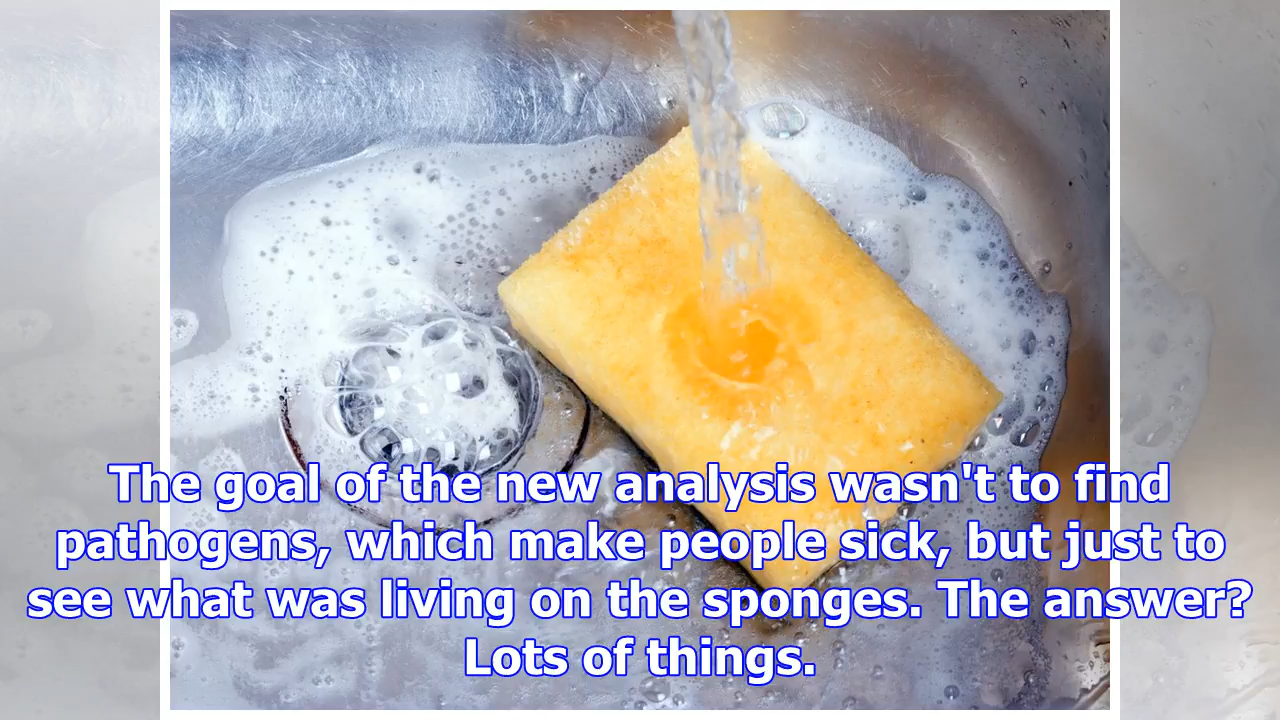 The goal of the new analysis wasn't to find
pathogens, which make people sick, but just to
see what was living on the sponges. The answer?
Lots of things.